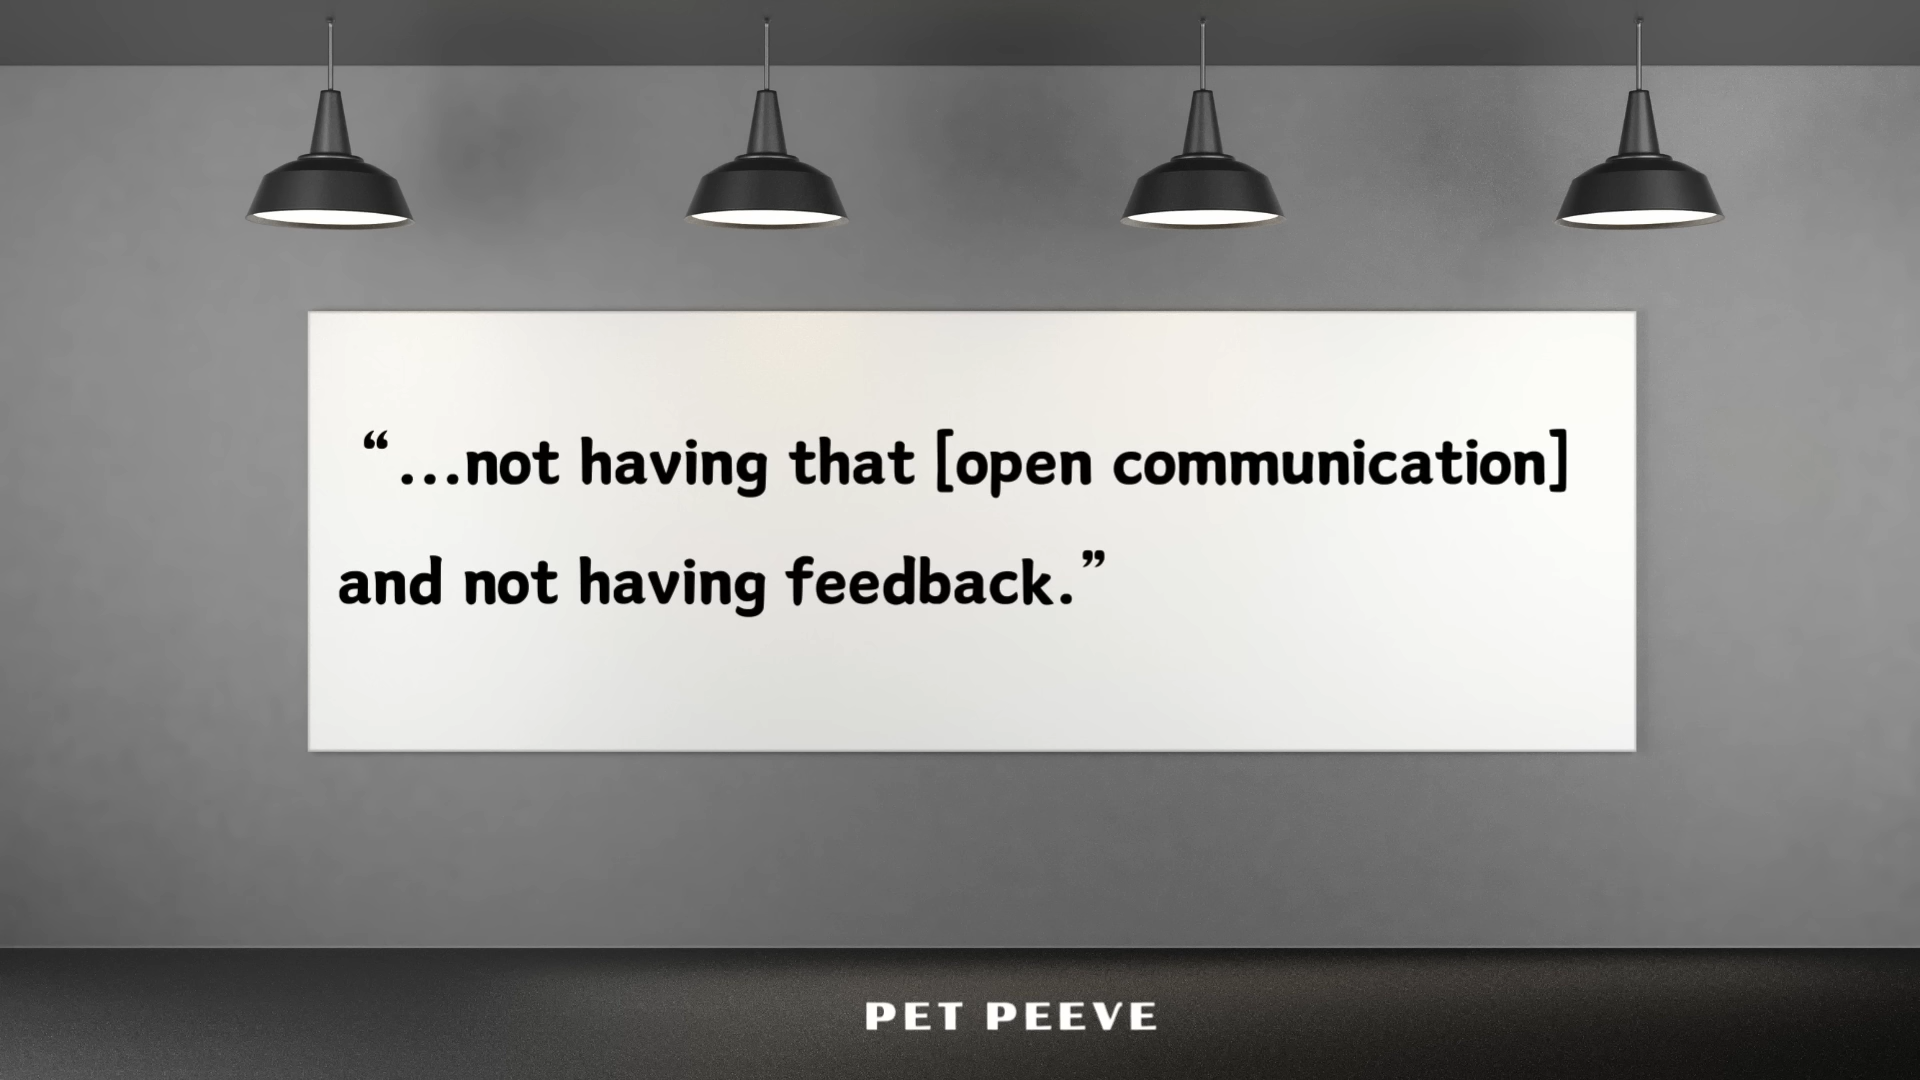 “...not having that [open communication]
and not having feedback.”
PET PEEVE